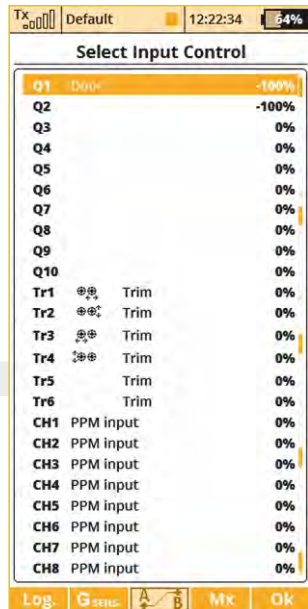 Tx Default 12:22:34 64%
Select Input Control
Q1 Door -100%
Q2 -100%
Q3 0%
Q4 0%
Q5 0%
Q6 0%
Q7 0%
Q8 0%
Q9 0%
Q10 0%
Tr1 Trim 0%
Tr2 Trim 0%
Tr3 Trim 0%
Tr4 Trim 0%
Tr5 Trim 0%
Tr6 Trim 0%
CH1 PPM input 0%
CH2 PPM input 0%
CH3 PPM input 0%
CH4 PPM input 0%
CH5 PPM input 0%
CH6 PPM input 0%
CH7 PPM input 0%
CH8 PPM input 0%
Log. G SENS. A B Mx Ok